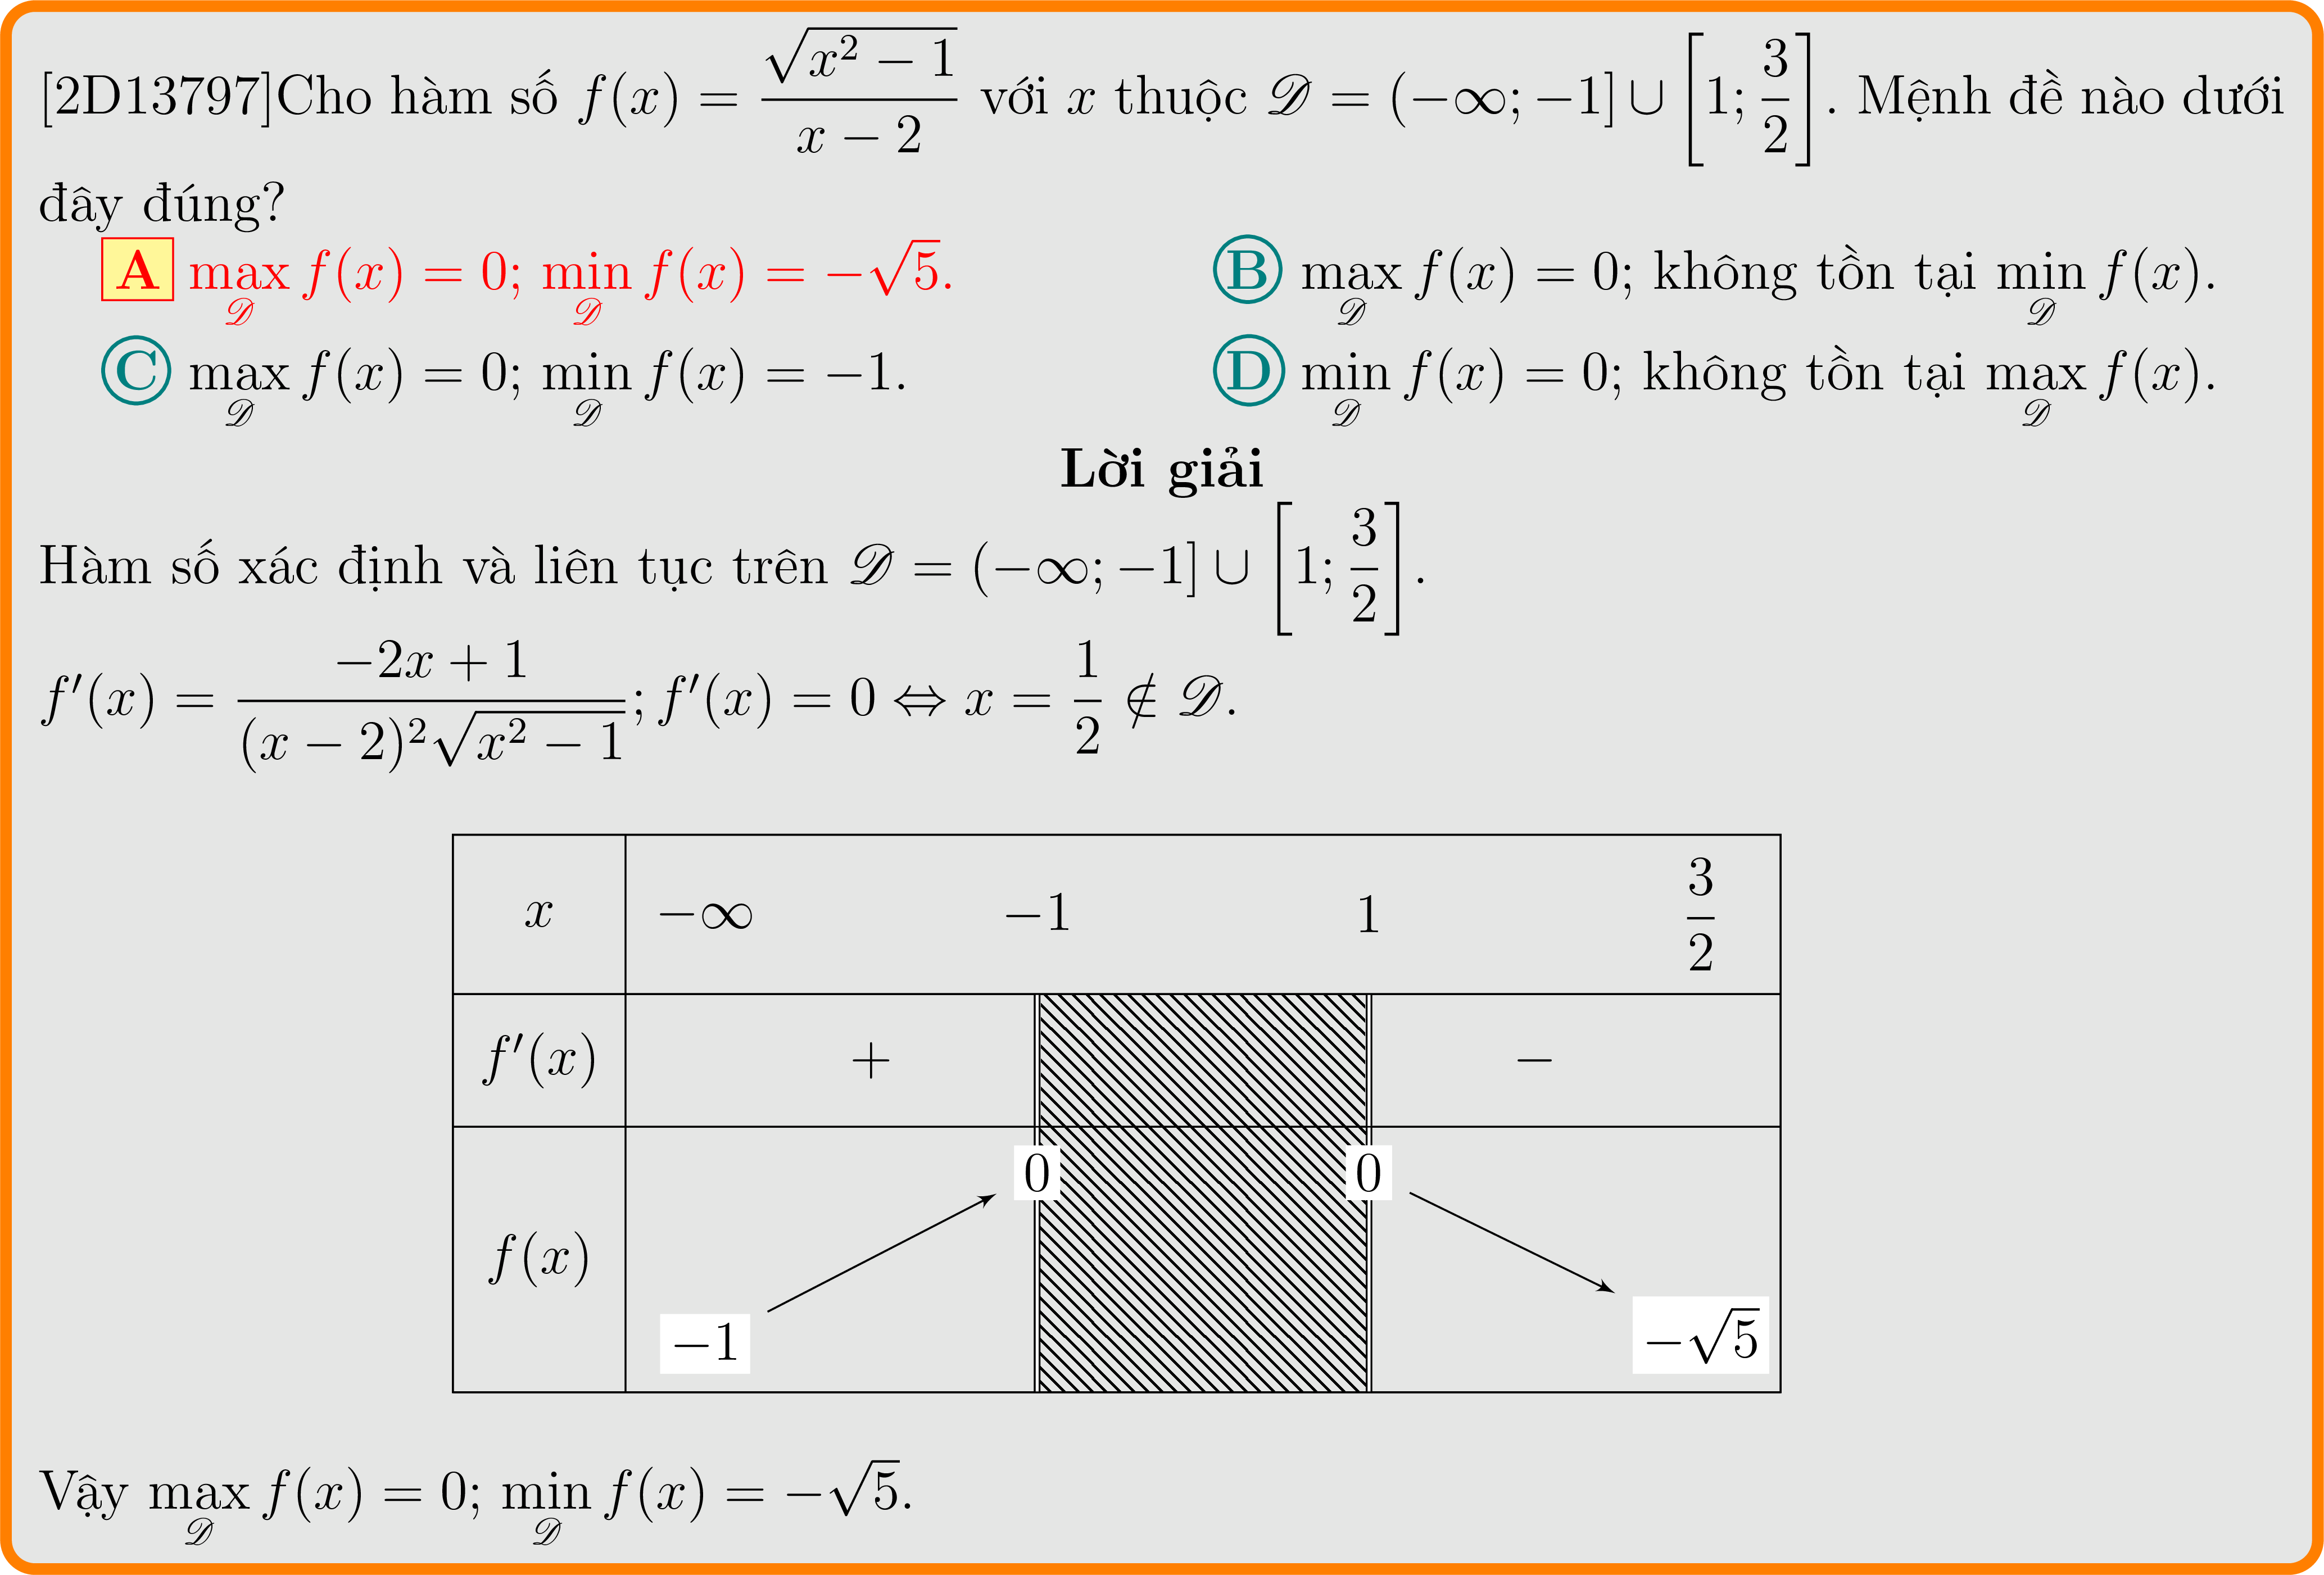 [2D13797]Cho hàm số $f(x) = \dfrac{\sqrt{x^2-1}}{x-2}$ với $x$ thuộc $\mathscr{D} = (-\infty; -1] \cup \left[1; \dfrac{3}{2}\right]$. Mệnh đề nào dưới
đây đúng?
A $\max\limits_{\mathscr{D}} f(x) = 0$; $\min\limits_{\mathscr{D}} f(x) = -\sqrt{5}$. B $\max\limits_{\mathscr{D}} f(x) = 0$; không tồn tại $\min\limits_{\mathscr{D}} f(x)$.
C $\max\limits_{\mathscr{D}} f(x) = 0$; $\min\limits_{\mathscr{D}} f(x) = -1$. D $\min\limits_{\mathscr{D}} f(x) = 0$; không tồn tại $\max\limits_{\mathscr{D}} f(x)$.
Lời giải
Hàm số xác định và liên tục trên $\mathscr{D} = (-\infty; -1] \cup \left[1; \dfrac{3}{2}\right]$.
$f'(x) = \dfrac{-2x+1}{(x-2)^2\sqrt{x^2-1}}; f'(x) = 0 \Leftrightarrow x = \dfrac{1}{2} \notin \mathscr{D}$.
$x$ $-\infty$ $-1$ $1$ $\dfrac{3}{2}$
$f'(x)$ $+$ $-$
$f(x)$ $-1$ $0$ $0$ $-\sqrt{5}$
Vậy $\max\limits_{\mathscr{D}} f(x) = 0$; $\min\limits_{\mathscr{D}} f(x) = -\sqrt{5}$.